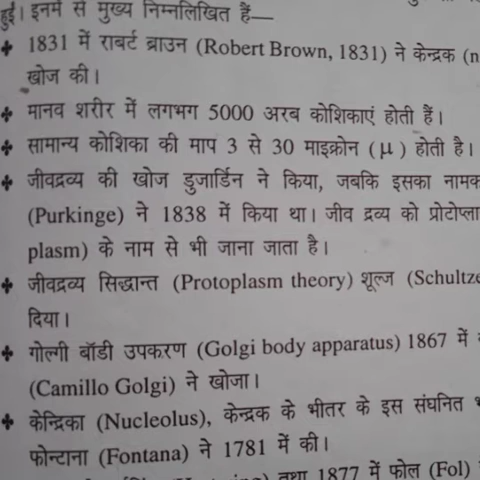 हुई। इनमें से मुख्य निम्नलिखित हैं—
✤ 1831 में राबर्ट ब्राउन (Robert Brown, 1831) ने केन्द्रक (n
खोज की।
✤ मानव शरीर में लगभग 5000 अरब कोशिकाएं होती हैं।
✤ सामान्य कोशिका की माप 3 से 30 माइक्रोन (μ) होती है।
✤ जीवद्रव्य की खोज डुजार्डिन ने किया, जबकि इसका नामक
(Purkinge) ने 1838 में किया था। जीव द्रव्य को प्रोटोप्ला
plasm) के नाम से भी जाना जाता है।
✤ जीवद्रव्य सिद्धान्त (Protoplasm theory) शूल्ज (Schultze
दिया।
✤ गोल्गी बॉडी उपकरण (Golgi body apparatus) 1867 में
(Camillo Golgi) ने खोजा।
✤ केन्द्रिका (Nucleolus), केन्द्रक के भीतर के इस संघनित
फोन्टाना (Fontana) ने 1781 में की।
तथा 1877 में फोल (Fol)